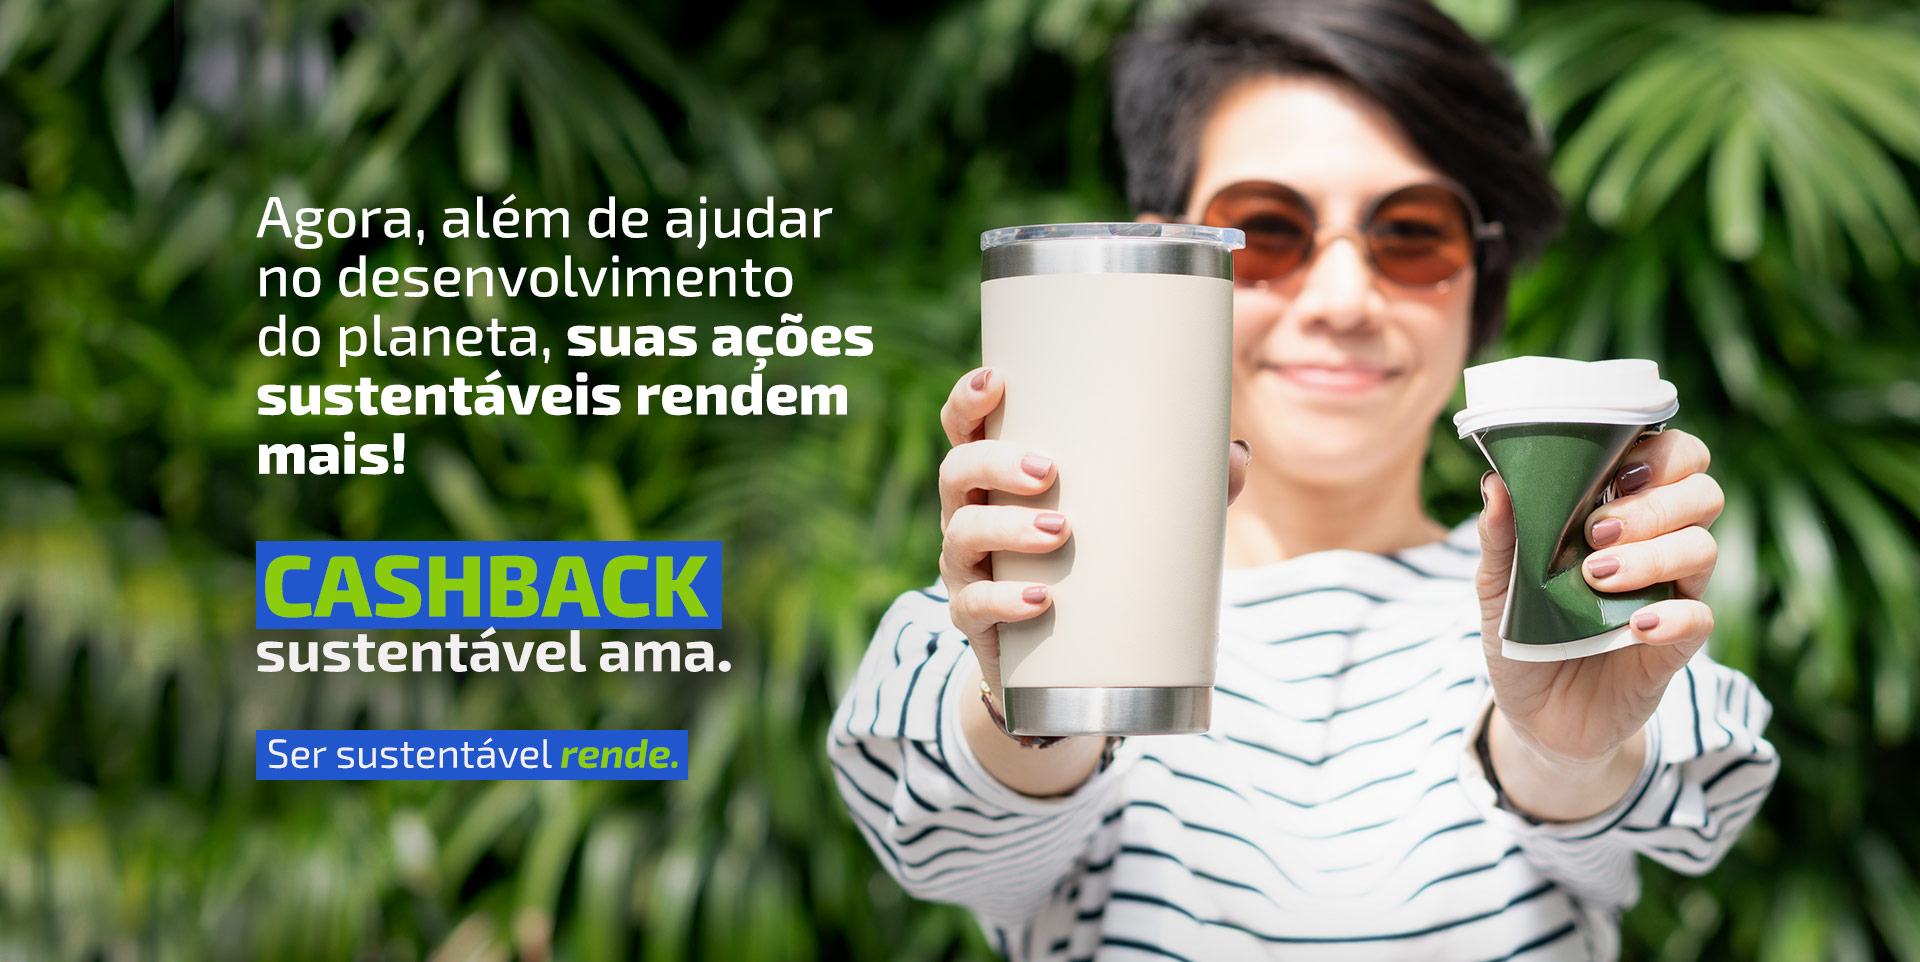 Agora, além de ajudar
no desenvolvimento
do planeta, suas ações
sustentáveis rendem
mais!
CASHBACK
sustentável ama.
Ser sustentável rende.